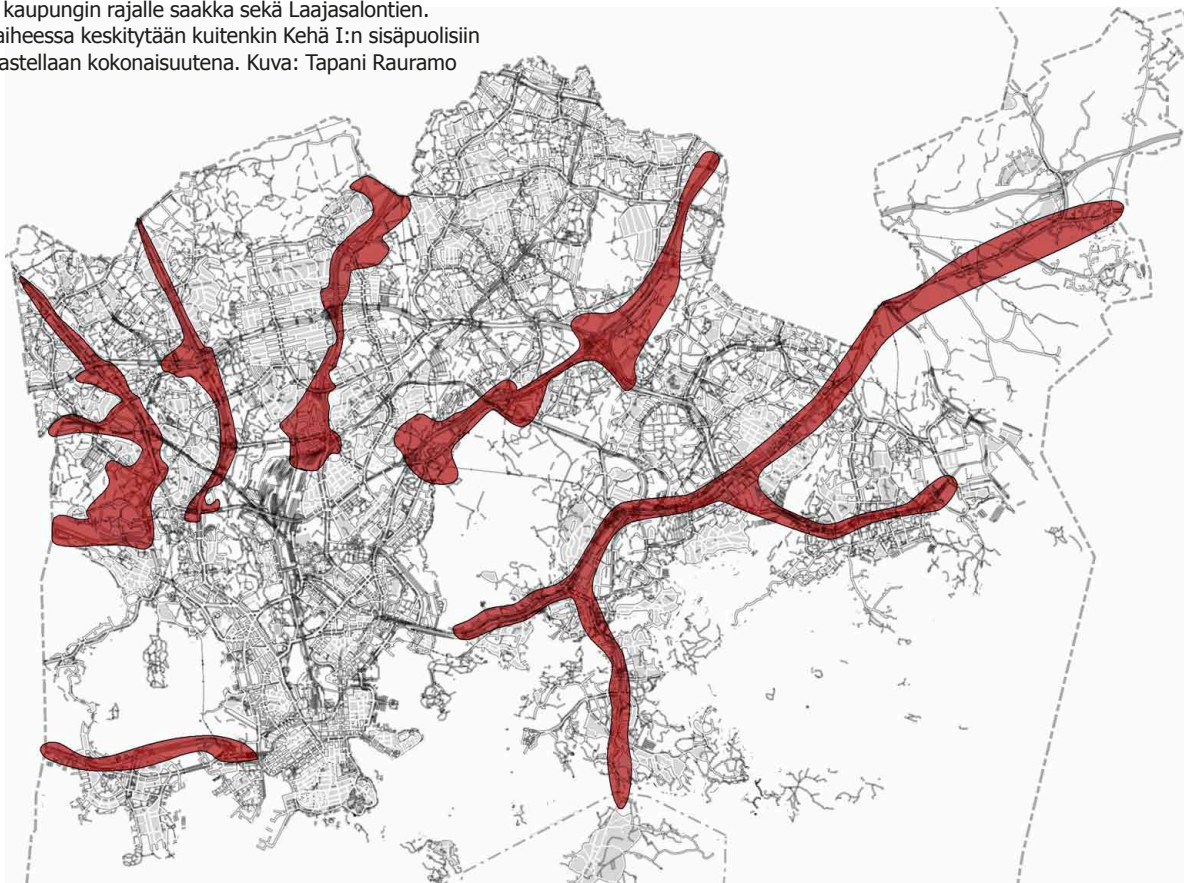 kaupungin rajalle saakka sekä Laajasalontien.
aiheessa keskitytään kuitenkin Kehä I:n sisäpuolisiin
astellaan kokonaisuutena. Kuva: Tapani Rauramo